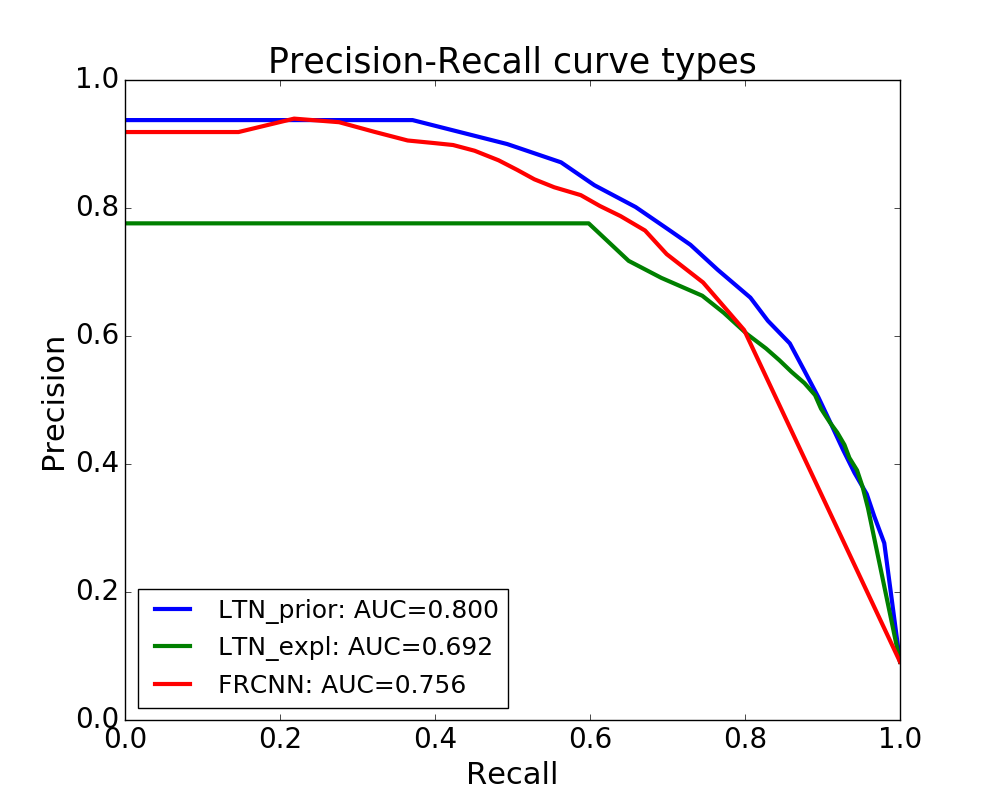 Precision-Recall curve types
1.0
0.8
0.6
0.4
0.2
0.0
Precision
LTN_prior: AUC=0.800
LTN_expl: AUC=0.692
FRCNN: AUC=0.756
0.0 0.2 0.4 0.6 0.8 1.0
Recall